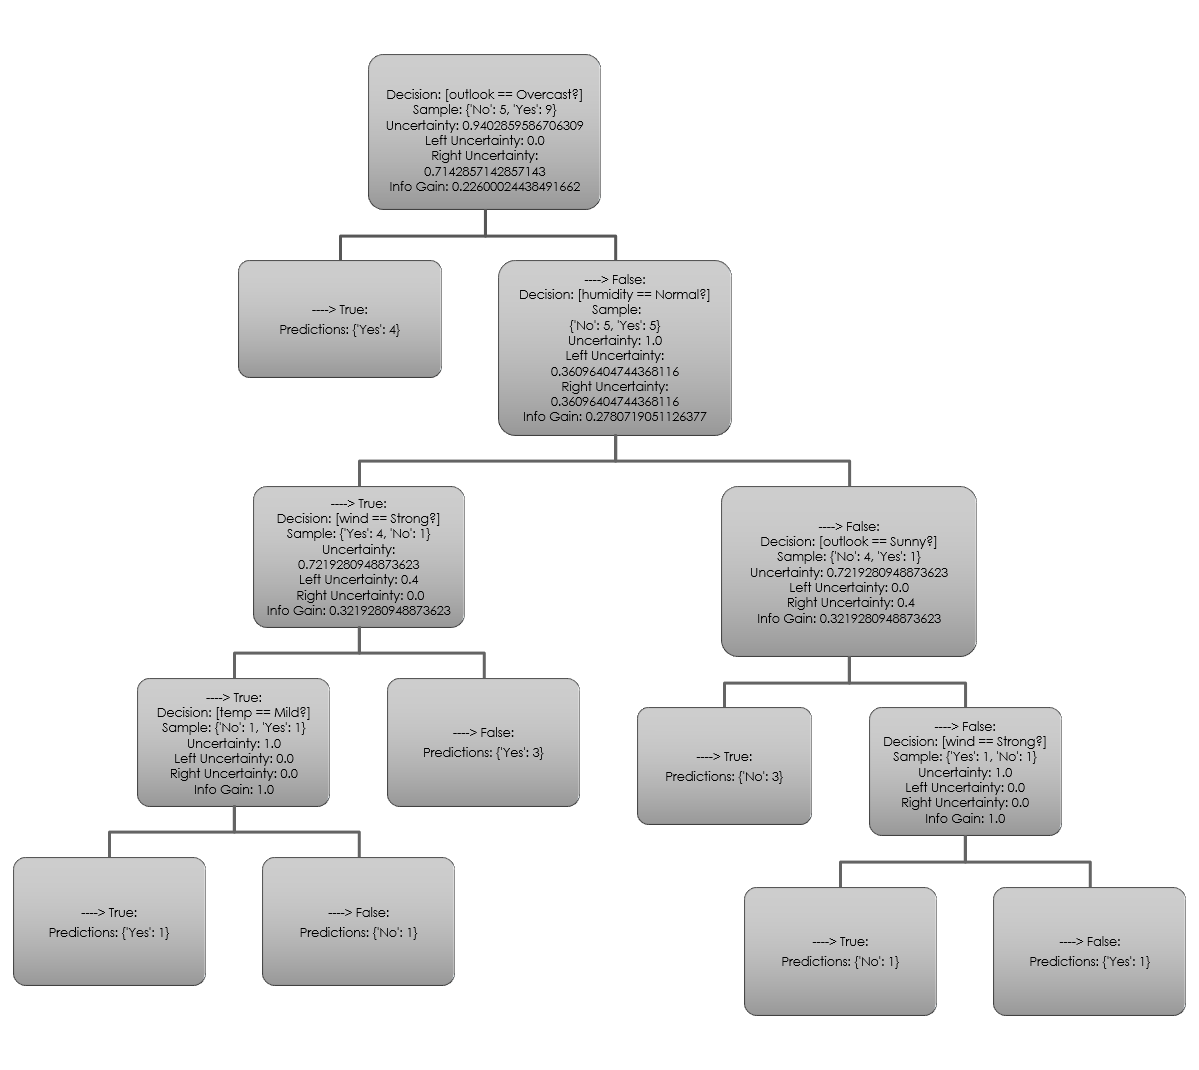 Decision: [outlook == Overcast?]
Sample: {'No': 5, 'Yes': 9}
Uncertainty: 0.9402859586706309
Left Uncertainty: 0.0
Right Uncertainty:
0.7142857142857143
Info Gain: 0.22600024438491662
----> True:
Predictions: {'Yes': 4}
----> False:
Decision: [humidity == Normal?]
Sample:
{'No': 5, 'Yes': 5}
Uncertainty: 1.0
Left Uncertainty:
0.36096404744368116
Right Uncertainty:
0.36096404744368116
Info Gain: 0.2780719051126377
----> True:
Decision: [wind == Strong?]
Sample: {'Yes': 4, 'No': 1}
Uncertainty:
0.7219280948873623
Left Uncertainty: 0.4
Right Uncertainty: 0.0
Info Gain: 0.3219280948873623
----> False:
Decision: [outlook == Sunny?]
Sample: {'No': 4, 'Yes': 1}
Uncertainty: 0.7219280948873623
Left Uncertainty: 0.0
Right Uncertainty: 0.4
Info Gain: 0.3219280948873623
----> True:
Decision: [temp == Mild?]
Sample: {'No': 1, 'Yes': 1}
Uncertainty: 1.0
Left Uncertainty: 0.0
Right Uncertainty: 0.0
Info Gain: 1.0
----> False:
Predictions: {'Yes': 3}
----> True:
Predictions: {'No': 3}
----> False:
Decision: [wind == Strong?]
Sample: {'Yes': 1, 'No': 1}
Uncertainty: 1.0
Left Uncertainty: 0.0
Right Uncertainty: 0.0
Info Gain: 1.0
----> True:
Predictions: {'Yes': 1}
----> False:
Predictions: {'No': 1}
----> True:
Predictions: {'No': 1}
----> False:
Predictions: {'Yes': 1}